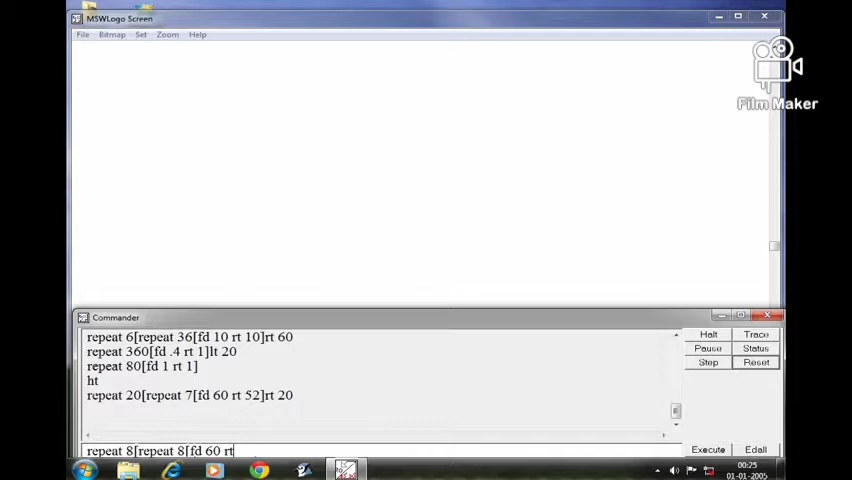 MSWLogo Screen
File Bitmap Set Zoom Help
Film Maker
Commander
repeat 6[repeat 36[fd 10 rt 10]rt 60
repeat 360[fd .4 rt 1]lt 20
repeat 80[fd 1 rt 1]
ht
repeat 20[repeat 7[fd 60 rt 52]rt 20
Halt Trace
Pause Status
Step Reset
repeat 8[repeat 8[fd 60 rt
Execute Edall
00:25
01-01-2005